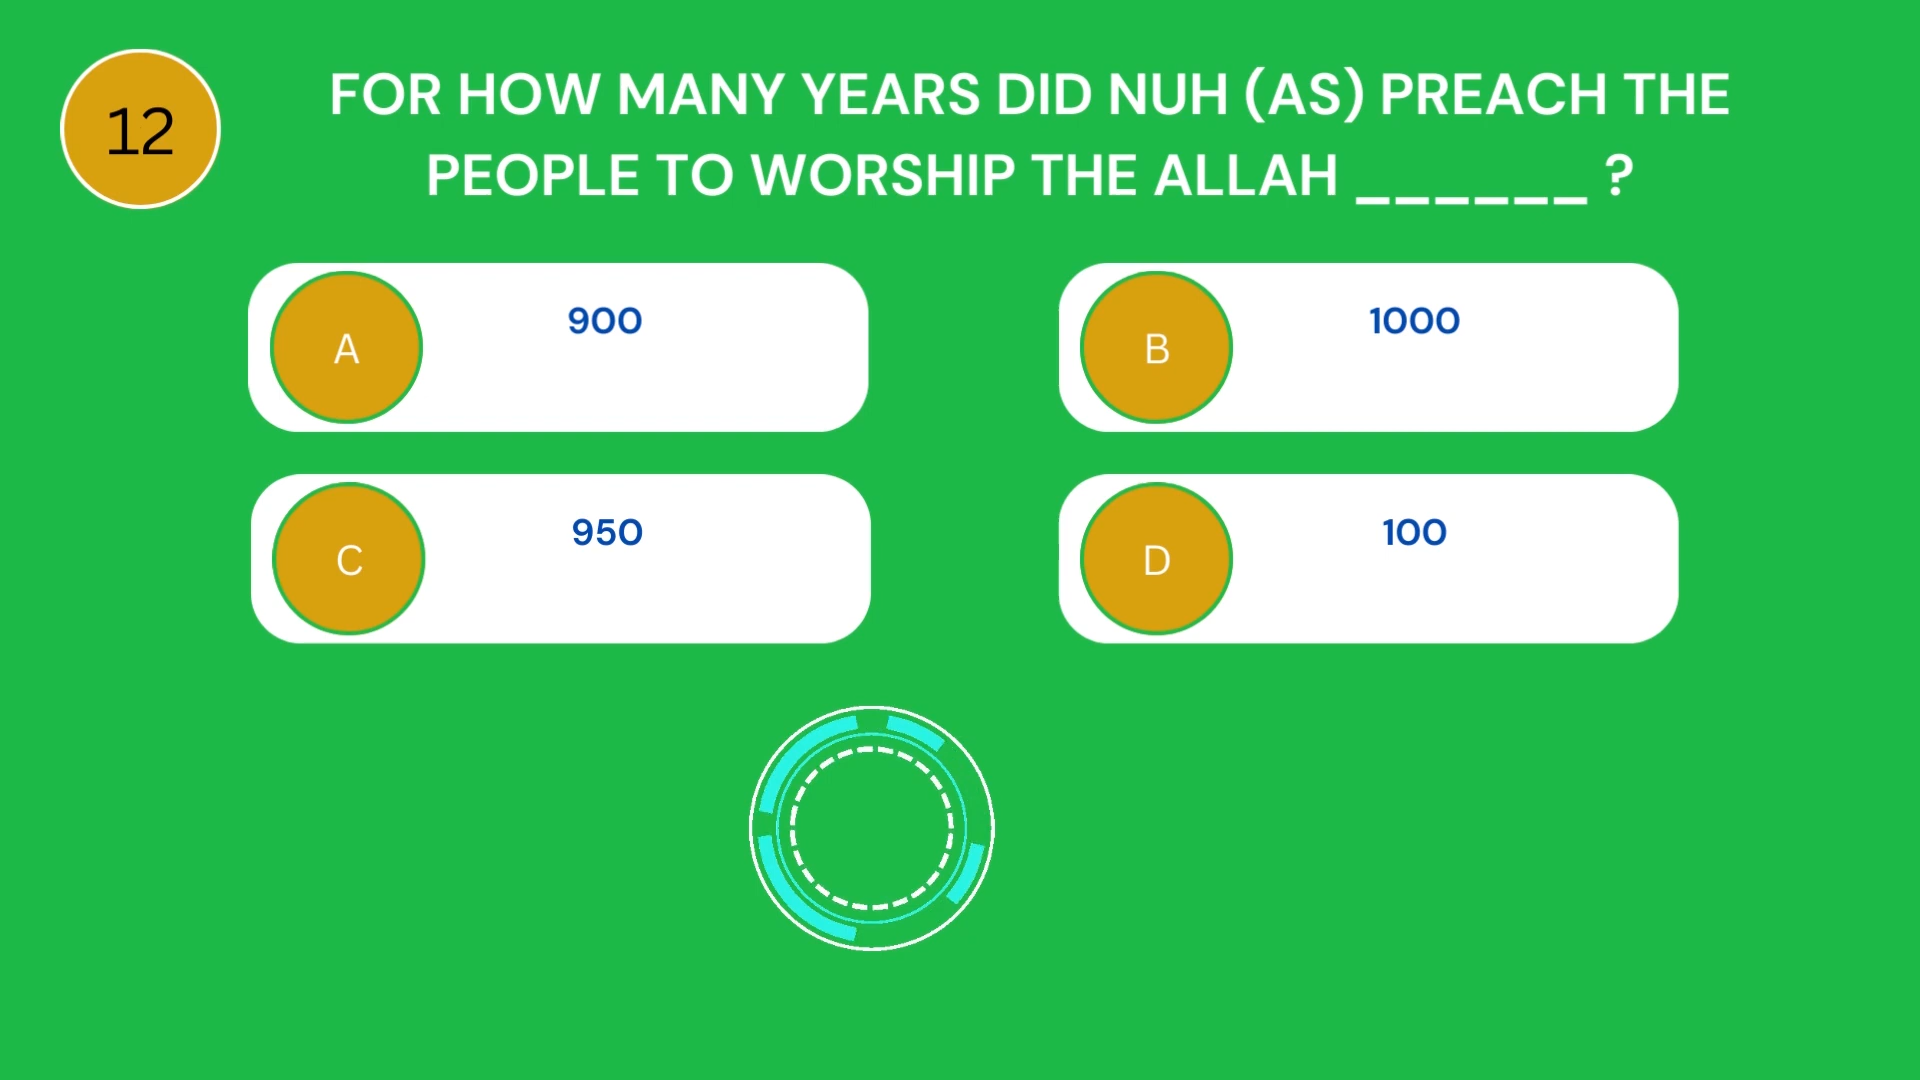 12
FOR HOW MANY YEARS DID NUH (AS) PREACH THE
PEOPLE TO WORSHIP THE ALLAH ______ ?
A
900
B
1000
C
950
D
100